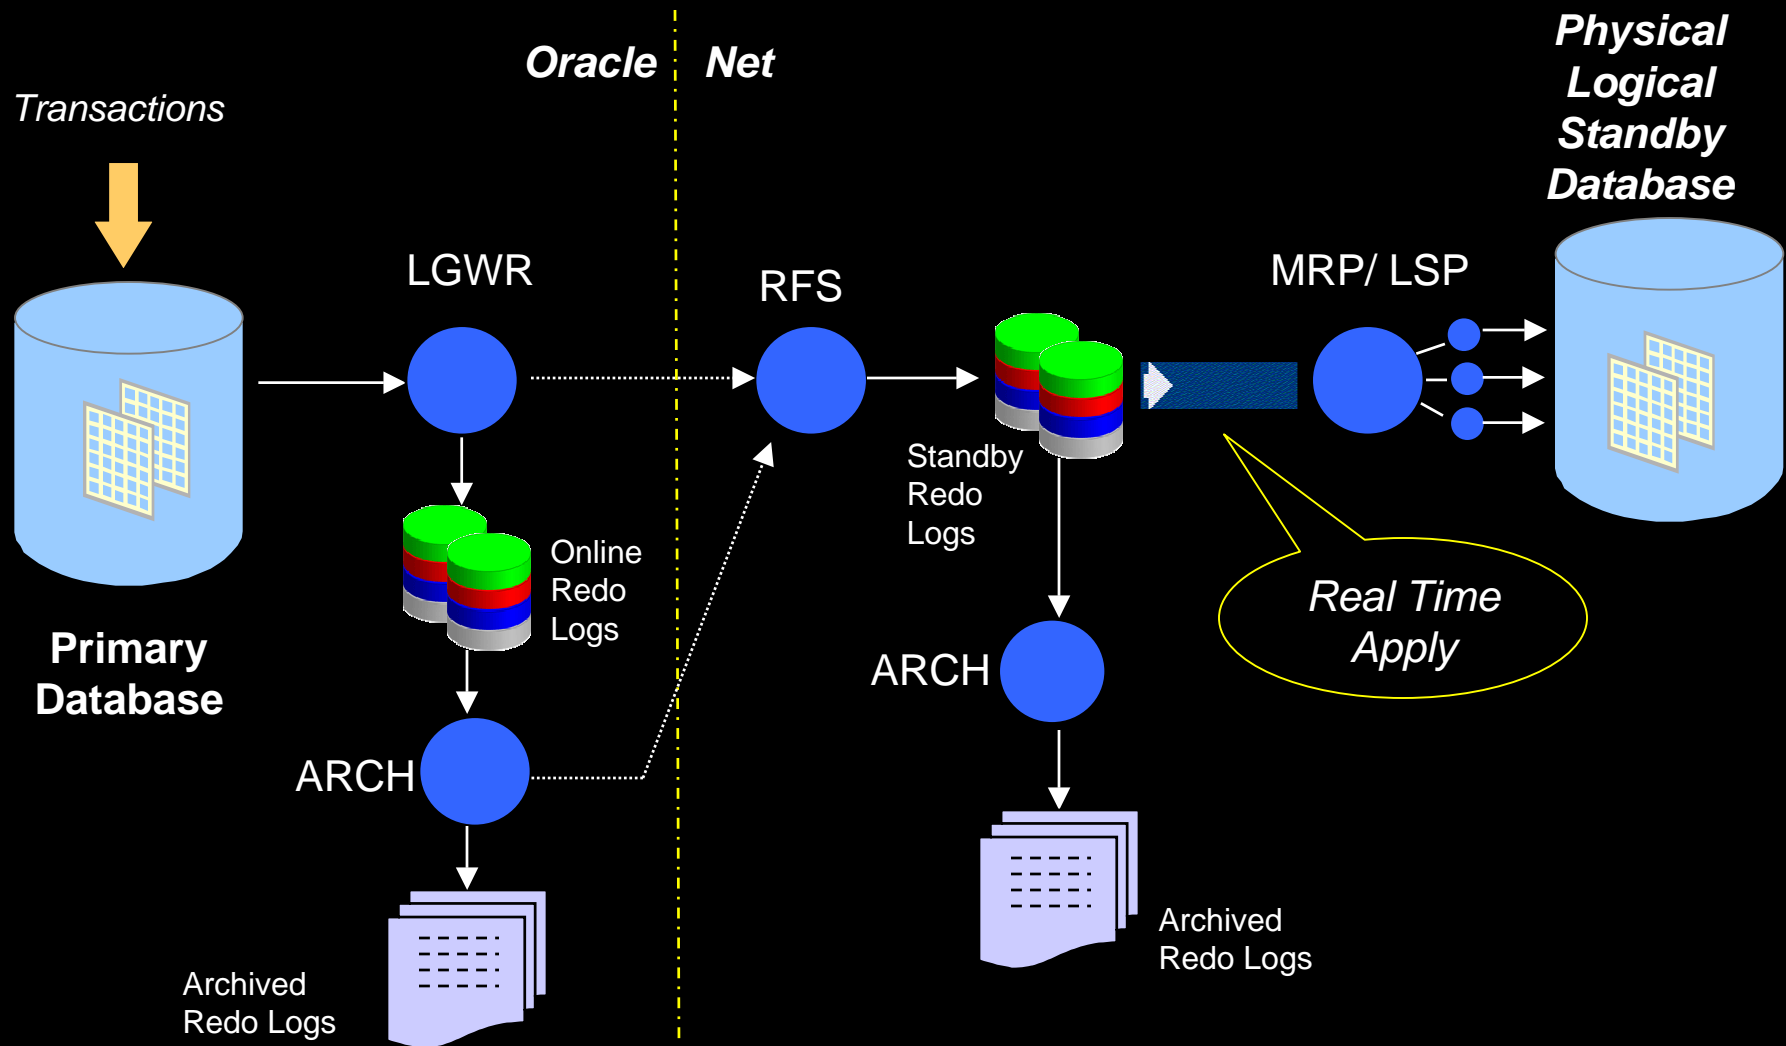 Oracle Net
Transactions
Physical
Logical
Standby
Database
LGWR
RFS
MRP/ LSP
Standby
Redo
Logs
Online
Redo
Logs
Real Time
Apply
Primary
Database
ARCH
ARCH
Archived
Redo Logs
Archived
Redo Logs